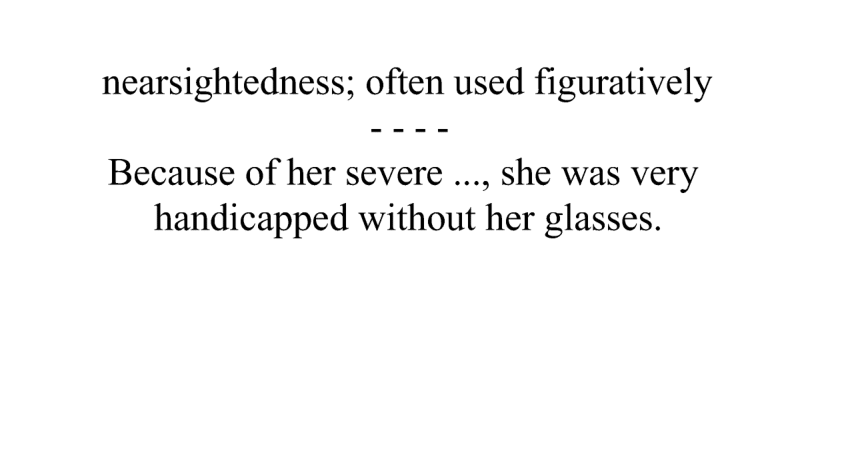 nearsightedness; often used figuratively
- - - -
Because of her severe ..., she was very
handicapped without her glasses.